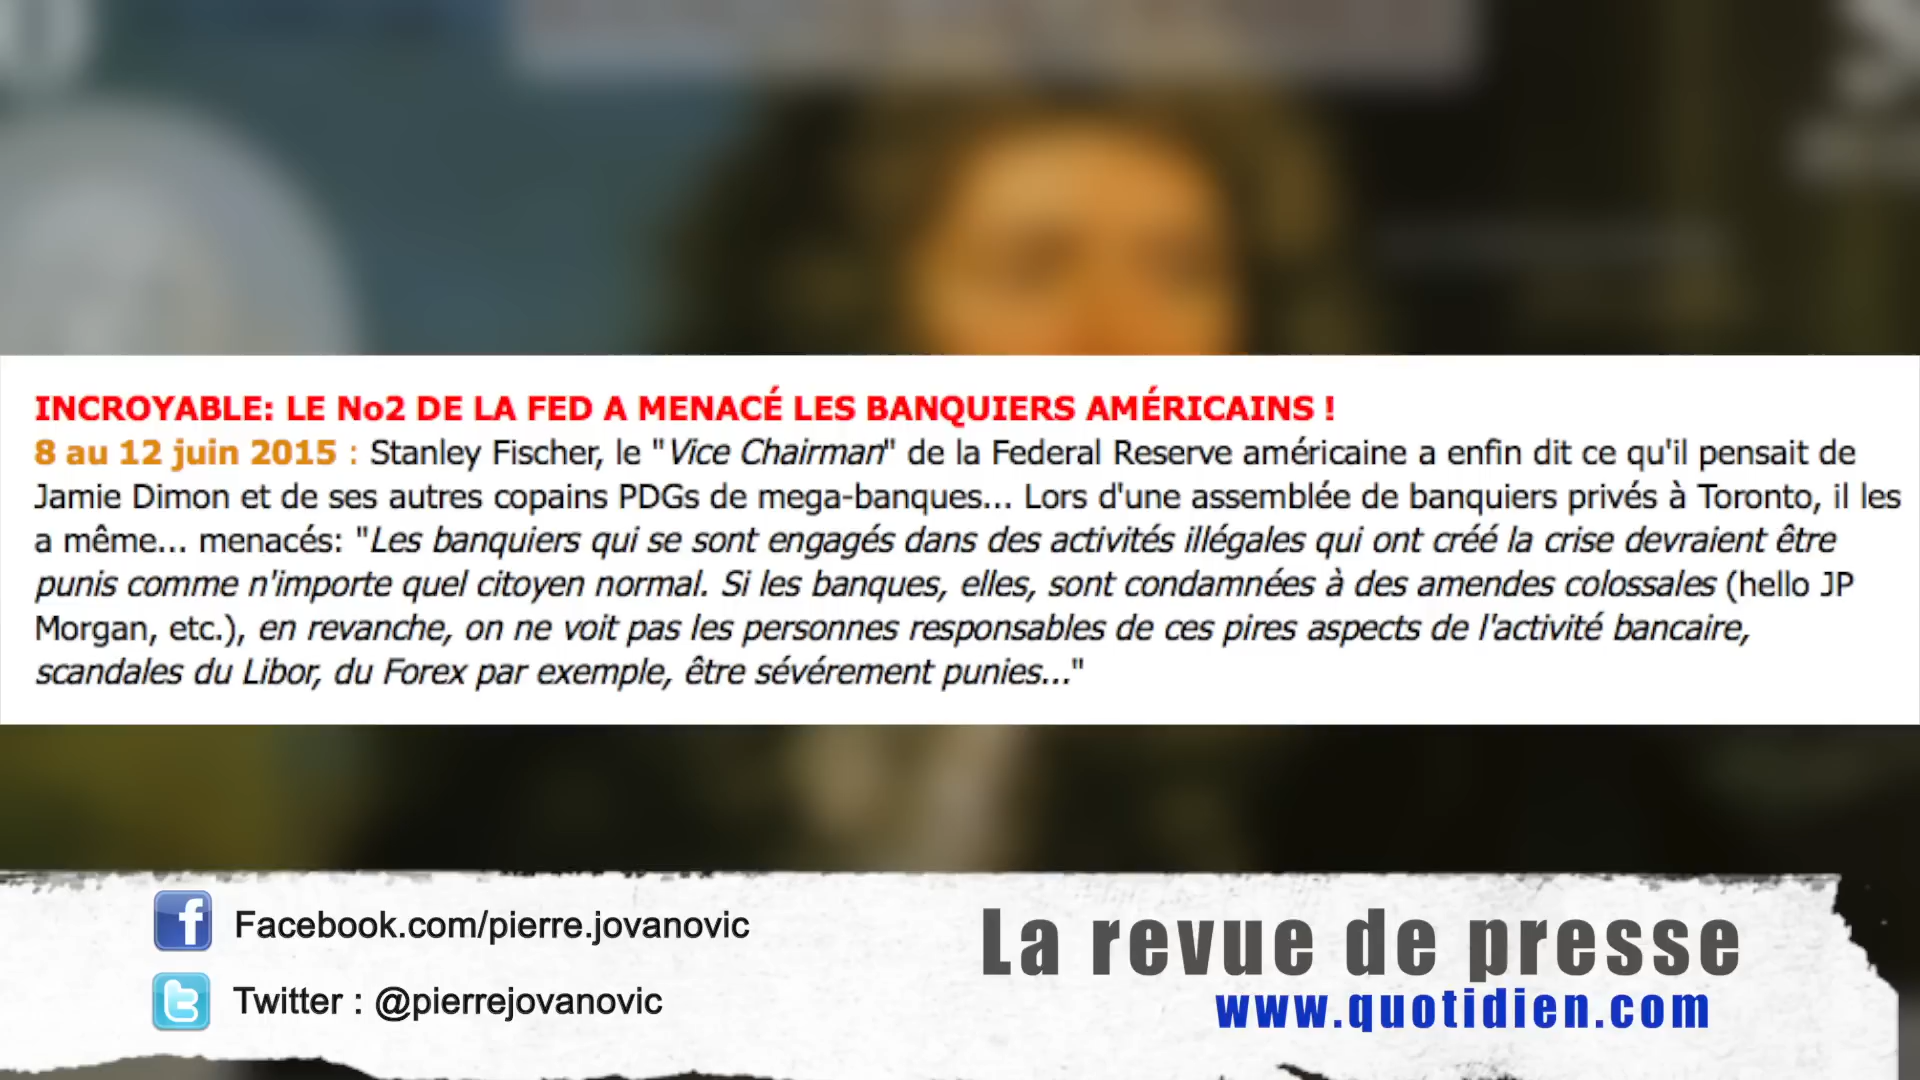 INCROYABLE: LE No2 DE LA FED A MENACÉ LES BANQUIERS AMÉRICAINS !
8 au 12 juin 2015 : Stanley Fischer, le "Vice Chairman" de la Federal Reserve américaine a enfin dit ce qu'il pensait de
Jamie Dimon et de ses autres copains PDGs de mega-banques... Lors d'une assemblée de banquiers privés à Toronto, il les
a même... menacés: "Les banquiers qui se sont engagés dans des activités illégales qui ont créé la crise devraient être
punis comme n'importe quel citoyen normal. Si les banques, elles, sont condamnées à des amendes colossales (hello JP
Morgan, etc.), en revanche, on ne voit pas les personnes responsables de ces pires aspects de l'activité bancaire,
scandales du Libor, du Forex par exemple, être sévérement punies..."
Facebook.com/pierre.jovanovic
Twitter : @pierrejovanovic
La revue de presse
www.quotidien.com